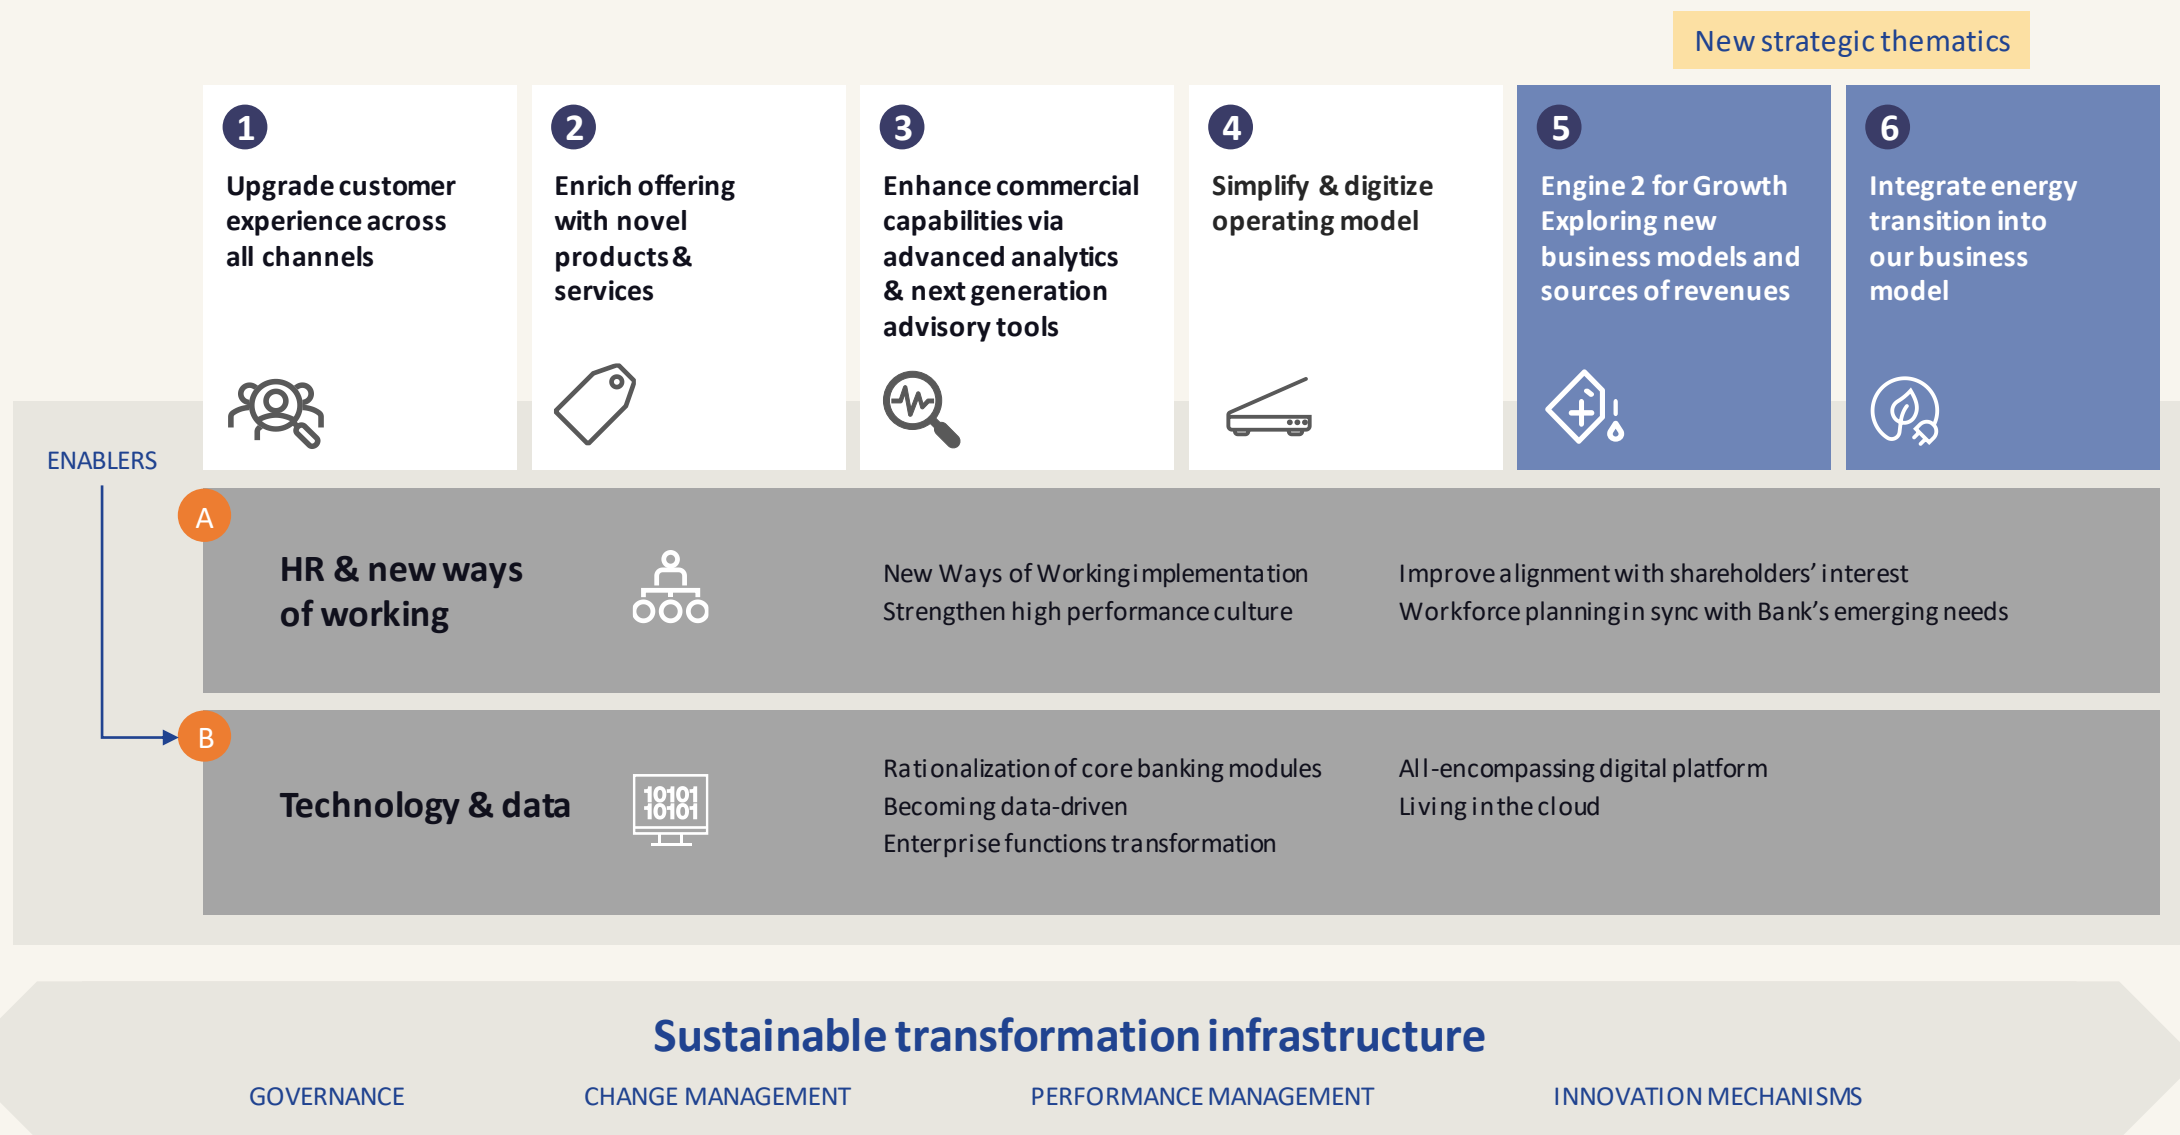 New strategic thematics
1
Upgrade customer
experience across
all channels
2
Enrich offering
with novel
products &
services
3
Enhance commercial
capabilities via
advanced analytics
& next generation
advisory tools
4
Simplify & digitize
operating model
5
Engine 2 for Growth
Exploring new
business models and
sources of revenues
6
Integrate energy
transition into
our business
model
ENABLERS
A
HR & new ways
of working
New Ways of Working implementation
Strengthen high performance culture
Improve alignment with shareholders’ interest
Workforce planning in sync with Bank’s emerging needs
B
Technology & data
10101
10101
Rationalization of core banking modules
Becoming data-driven
Enterprise functions transformation
All-encompassing digital platform
Living in the cloud
Sustainable transformation infrastructure
GOVERNANCE
CHANGE MANAGEMENT
PERFORMANCE MANAGEMENT
INNOVATION MECHANISMS